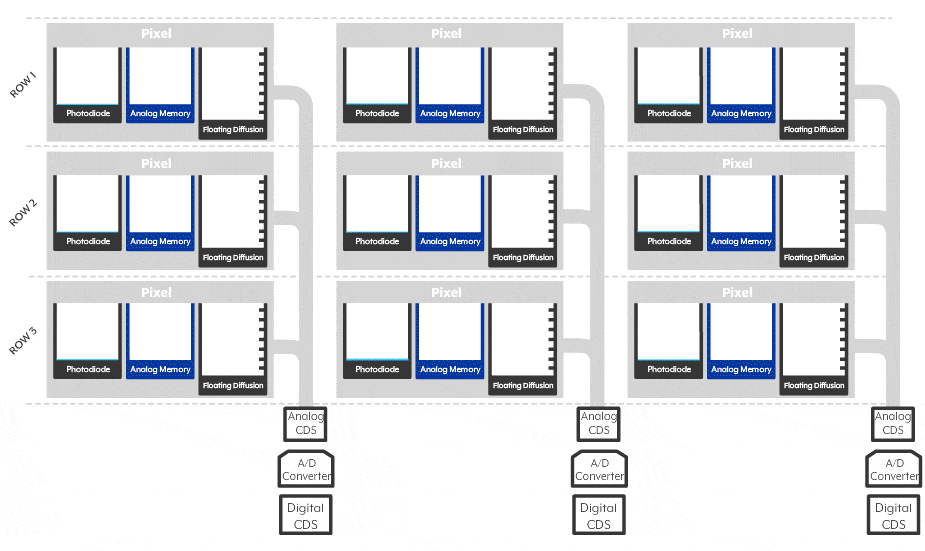 Pixel Pixel Pixel
ROW 1
Photodiode Analog Memory Floating Diffusion Photodiode Analog Memory Floating Diffusion Photodiode Analog Memory Floating Diffusion
Pixel Pixel Pixel
ROW 2
Photodiode Analog Memory Floating Diffusion Photodiode Analog Memory Floating Diffusion Photodiode Analog Memory Floating Diffusion
Pixel Pixel Pixel
ROW 3
Photodiode Analog Memory Floating Diffusion Photodiode Analog Memory Floating Diffusion Photodiode Analog Memory Floating Diffusion
Analog Analog Analog
CDS CDS CDS
A/D A/D A/D
Converter Converter Converter
Digital Digital Digital
CDS CDS CDS